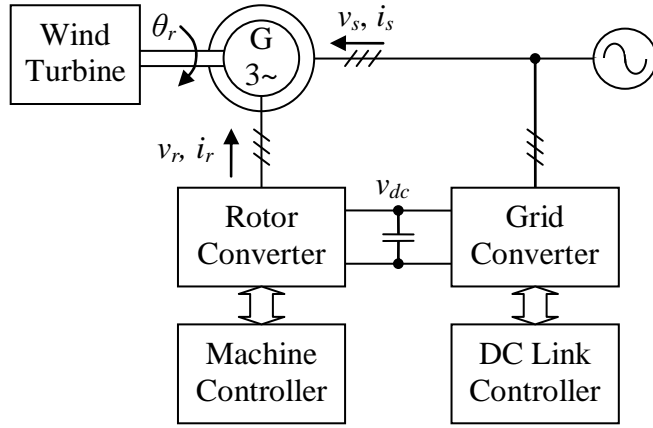 Wind
Turbine
θr
G
3~
vs, is
vr, ir
vdc
Rotor
Converter
Grid
Converter
Machine
Controller
DC Link
Controller